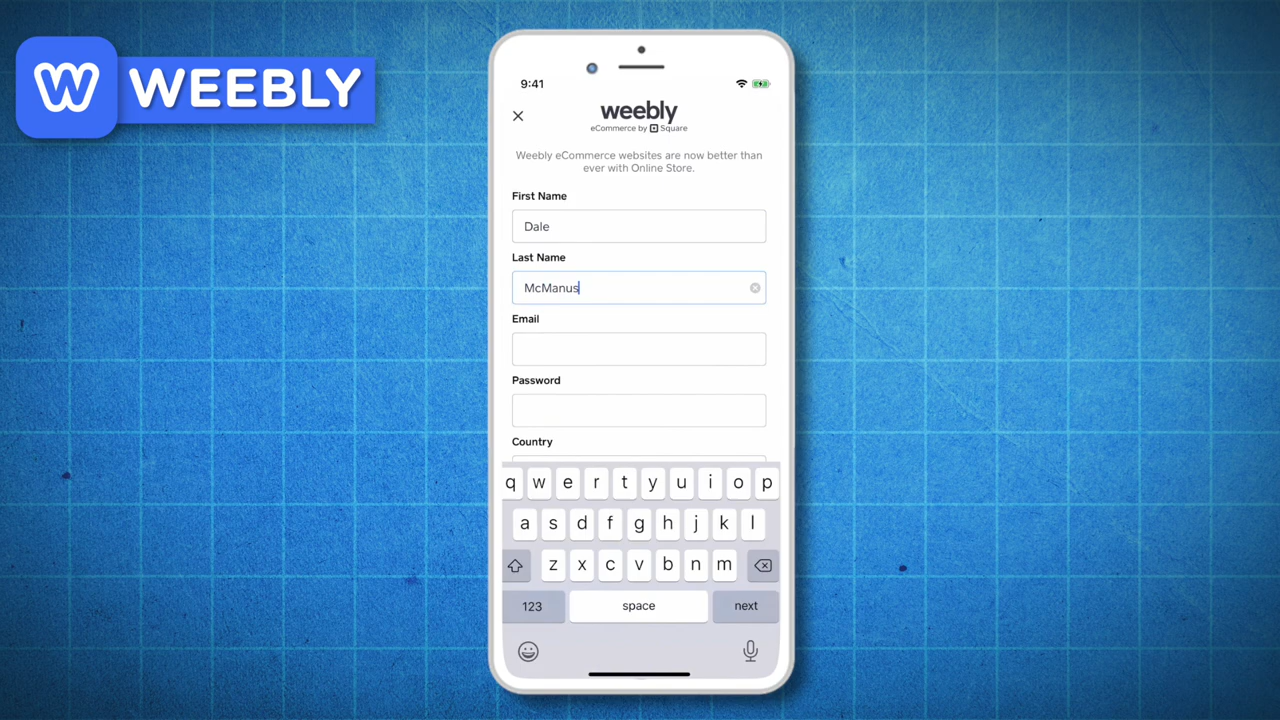 W WEEBLY
9:41
weebly
eCommerce by Square
Weebly eCommerce websites are now better than
ever with Online Store.
First Name
Dale
Last Name
McManus
Email
Password
Country
q w e r t y u i o p
a s d f g h j k l
z x c v b n m
123 space next